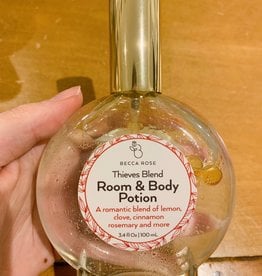 BECCA ROSE
Thieves Blend
Room & Body
Potion
A romantic blend of lemon,
clove, cinnamon
rosemary and more
3.4 fl Oz | 100 mL